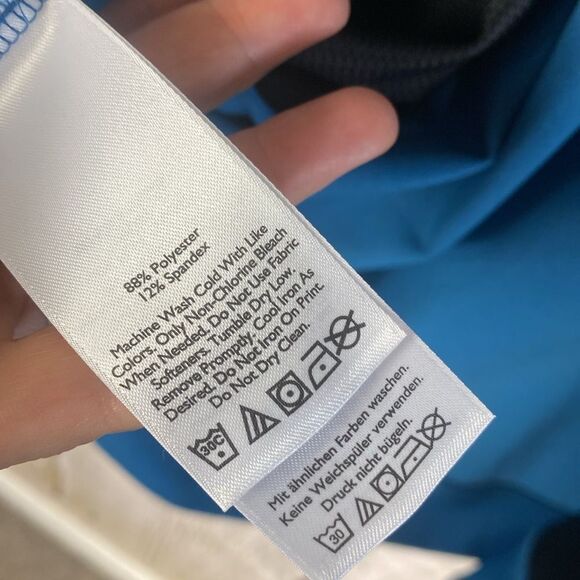 88% Polyester
12% Spandex
Machine Wash Cold With Like
Colors. Only Non-Chlorine Bleach
When Needed. Do Not Use Fabric
Softeners. Tumble Dry Low.
Remove Promptly. Cool Iron As
Desired. Do Not Iron On Print.
Do Not Dry Clean.
30C
Mit ähnlichen Farben waschen.
Keine Weichspüler verwenden.
Druck nicht bügeln.
30